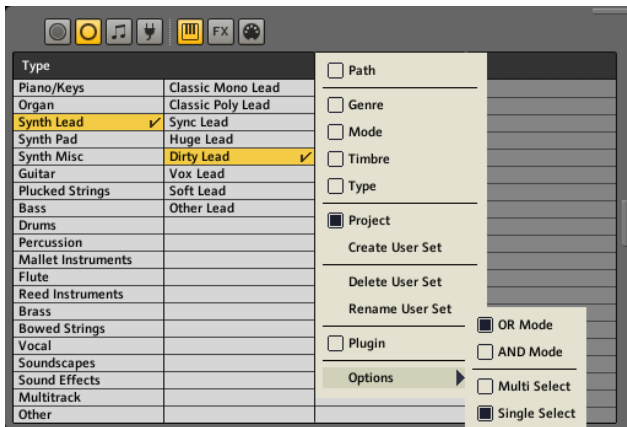 FX
Type
Piano/Keys Classic Mono Lead
Organ Classic Poly Lead
Synth Lead Sync Lead
Synth Pad Huge Lead
Synth Misc Dirty Lead
Guitar Vox Lead
Plucked Strings Soft Lead
Bass Other Lead
Drums
Percussion
Mallet Instruments
Flute
Reed Instruments
Brass
Bowed Strings
Vocal
Soundscapes
Sound Effects
Multitrack
Other
Path
Genre
Mode
Timbre
Type
Project
Create User Set
Delete User Set
Rename User Set
Plugin
Options
OR Mode
AND Mode
Multi Select
Single Select